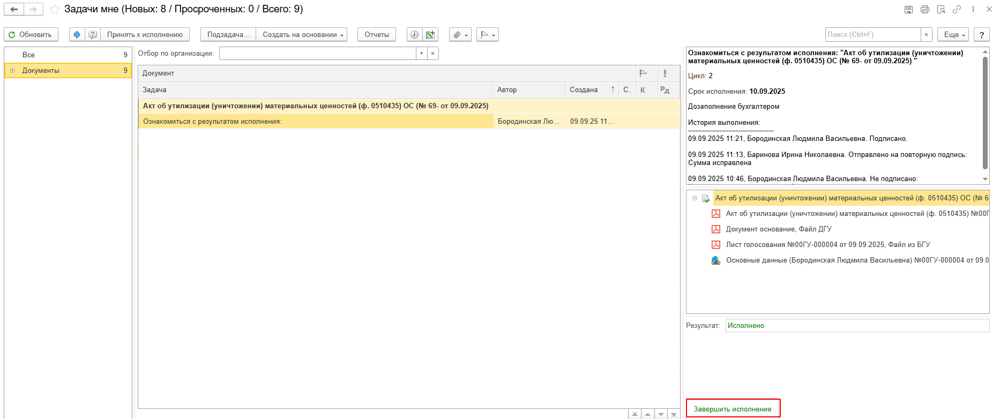 Задачи мне (Новых: 8 / Просроченных: 0 / Всего: 9)
Обновить
Принять к исполнению
Подзадача...
Создать на основании
Отчеты
Поиск (Ctrl+F)
×
Еще
?
Все 9
Документы 9
Отбор по организации:
Документ
Задача Автор Создана ↑ С.. К Рд
Акт об утилизации (уничтожении) материальных ценностей (ф. 0510435) ОС (№ 69- от 09.09.2025)
Ознакомиться с результатом исполнения: Бородинская Лю... 09.09.25 11...
Ознакомиться с результатом исполнения: "Акт об утилизации (уничтожении)
материальных ценностей (ф. 0510435) ОС (№ 69- от 09.09.2025) "
Цикл: 2
Срок исполнения: 10.09.2025
Дозаполнение бухгалтером
История выполнения:
------------------------------------
09.09.2025 11:21, Бородинская Людмила Васильевна. Подписано.
09.09.2025 11:13, Баринова Ирина Николаевна. Отправлено на повторную подпись:
Сумма исправлена
09.09.2025 10:46, Бородинская Людмила Васильевна. Не подписано:
Акт об утилизации (уничтожении) материальных ценностей (ф. 0510435) ОС (№ 6
Акт об утилизации (уничтожении) материальных ценностей (ф. 0510435) №00Г
Документ основание, Файл ДГУ
Лист голосования №00ГУ-000004 от 09.09.2025, Файл из БГУ
Основные данные (Бородинская Людмила Васильевна) №00ГУ-000004 от 09.0
Результат: Исполнено
Завершить исполнение